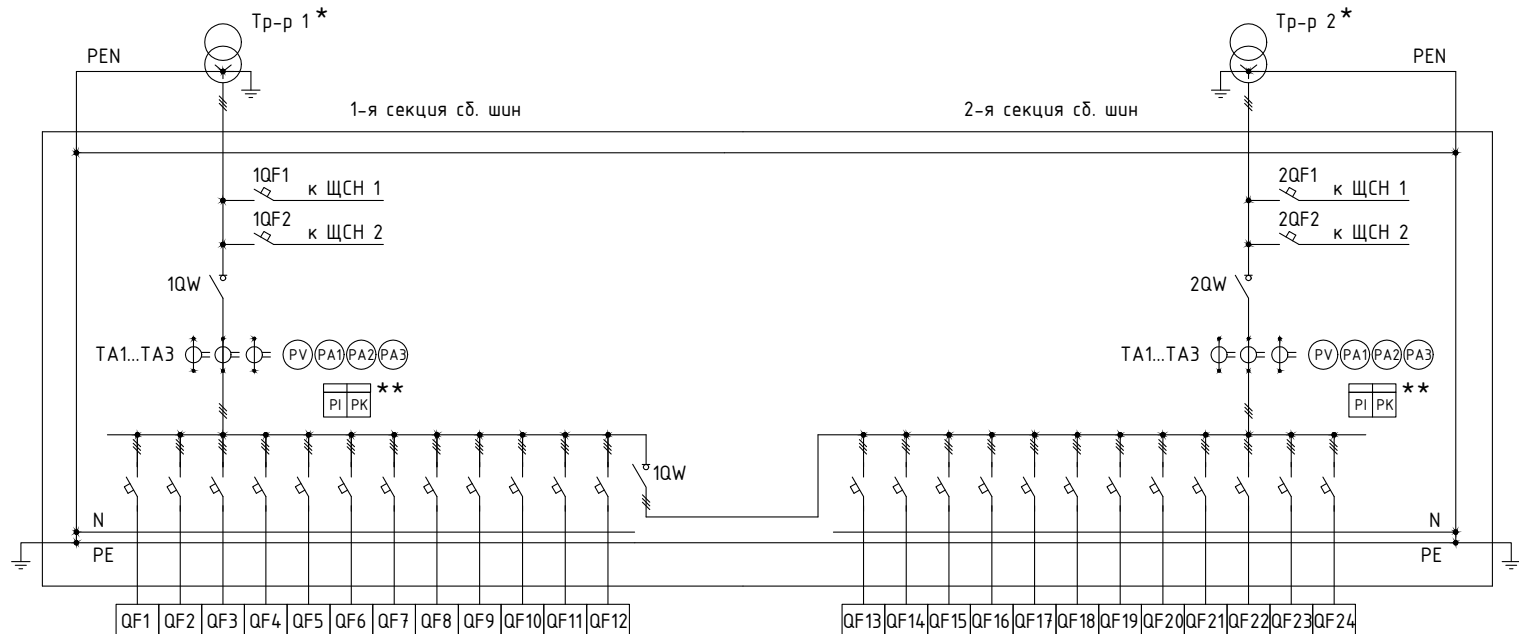 Тр-р 1 *
Тр-р 2 *
PEN
PEN
1-я секция сб. шин
2-я секция сб. шин
1QF1
к ЩСН 1
2QF1
к ЩСН 1
1QF2
к ЩСН 2
2QF2
к ЩСН 2
1QW
2QW
TA1...TA3
PV PA1 PA2 PA3
TA1...TA3
PV PA1 PA2 PA3
PI PK **
PI PK **
1QW
N
N
PE
PE
QF1 QF2 QF3 QF4 QF5 QF6 QF7 QF8 QF9 QF10 QF11 QF12
QF13 QF14 QF15 QF16 QF17 QF18 QF19 QF20 QF21 QF22 QF23 QF24